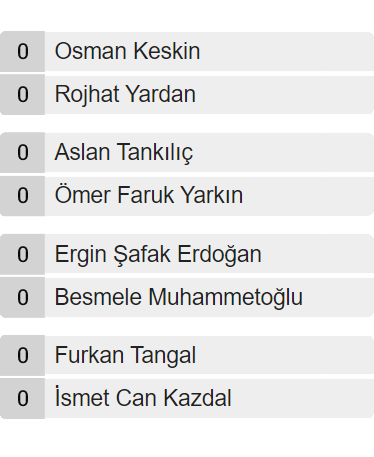 0 Osman Keskin
0 Rojhat Yardan
0 Aslan Tankılıç
0 Ömer Faruk Yarkın
0 Ergin Şafak Erdoğan
0 Besmele Muhammetoğlu
0 Furkan Tangal
0 İsmet Can Kazdal